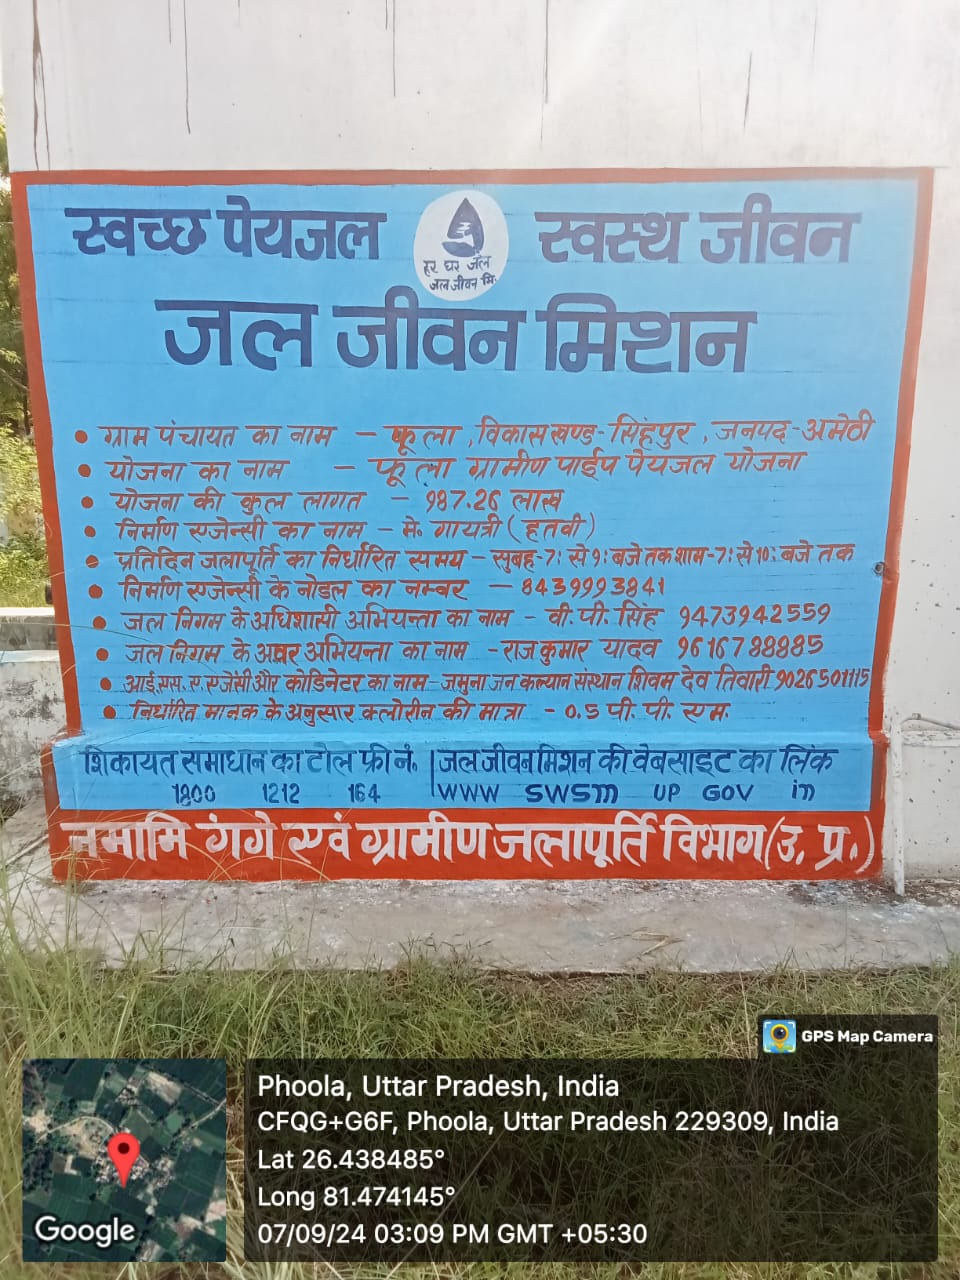 स्वच्छ पेयजल स्वस्थ जीवन
हर घर जल
जल जीवन मि.
जल जीवन मिशन
• ग्राम पंचायत का नाम – फूला , विकासखण्ड- सिंहपुर , जनपद- अमेठी
• योजना का नाम – फूला ग्रामीण पाईप पेयजल योजना
• योजना की कुल लागत – 187.26 लाख
• निर्माण एजेन्सी का नाम – मे. गायत्री (हतवी)
• प्रतिदिन जलापूर्ति का निर्धारित समय – सुबह-7: से 9: बजे तक शाम-7: से 10: बजे तक
• निर्माण एजेन्सी के नोडल का नम्बर – 8439993841
• जल निगम के अधिशासी अभियन्ता का नाम – वी. पी. सिंह 9473942559
• जल निगम के अवर अभियन्ता का नाम - राजकुमार यादव 9616788885
• आई.एस. ए एजेंसी और कोडिनेटर का नाम- जमुना जन कल्याण संस्थान शिवम देव तिवारी 9026501115
• निर्धारित मानक के अनुसार क्लोरीन की मात्रा - 0.5 पी. पी. एम.
शिकायत समाधान का टोल फ्री नं. जल जीवन मिशन की वेबसाइट का लिंक
1800 1212 164 WWW SWSM UP GOV in
नमामि गंगे एवं ग्रामीण जलापूर्ति विभाग (उ. प्र.)
GPS Map Camera
Phoola, Uttar Pradesh, India
CFQG+G6F, Phoola, Uttar Pradesh 229309, India
Lat 26.438485°
Long 81.474145°
07/09/24 03:09 PM GMT +05:30
Google